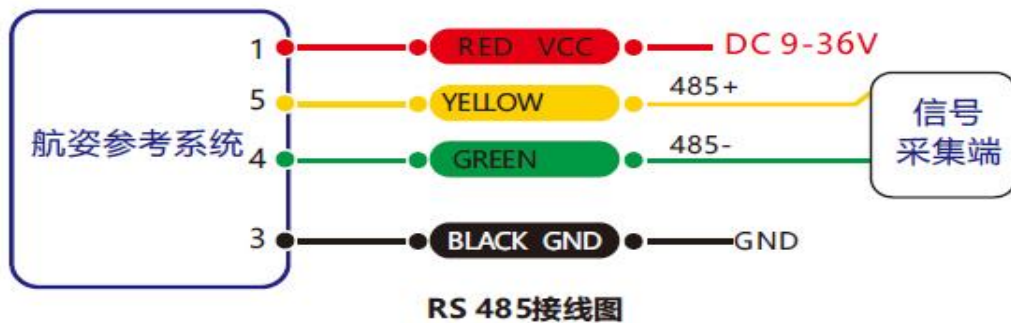 1 RED VCC DC 9-36V
5 YELLOW 485+
航姿参考系统
4 GREEN 485-
信号
采集端
3 BLACK GND GND
RS 485接线图